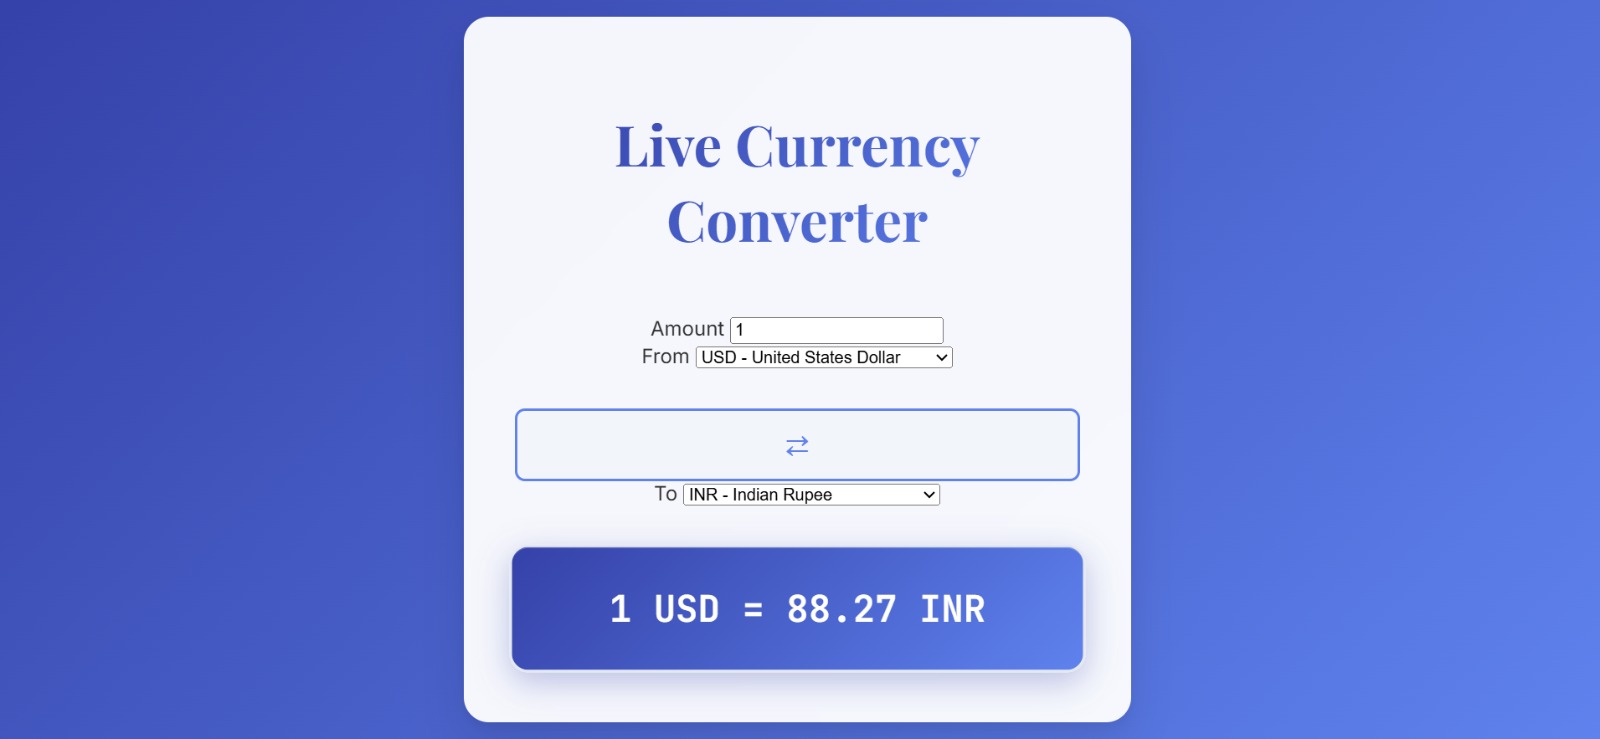 Live Currency
Converter
Amount 1
From USD - United States Dollar
⇄
To INR - Indian Rupee
1 USD = 88.27 INR